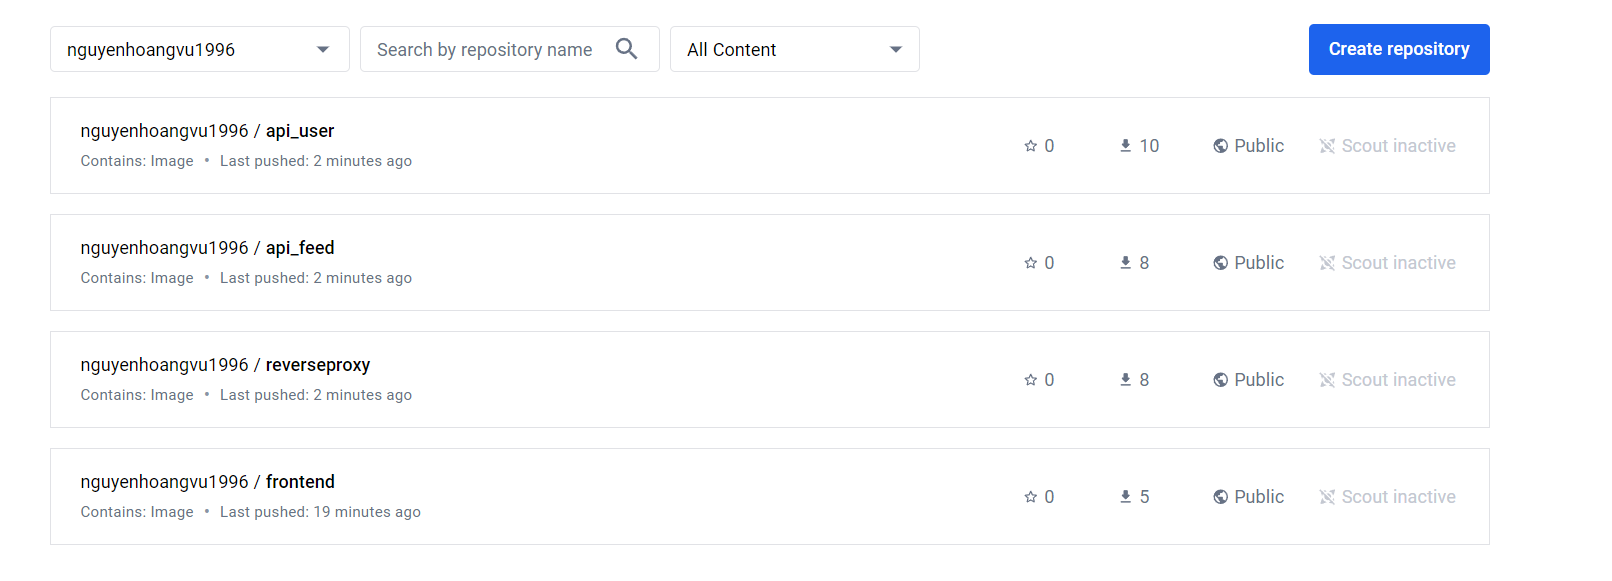 nguyenhoangvu1996 Search by repository name All Content Create repository
nguyenhoangvu1996 / api_user
Contains: Image • Last pushed: 2 minutes ago
0 10 Public Scout inactive
nguyenhoangvu1996 / api_feed
Contains: Image • Last pushed: 2 minutes ago
0 8 Public Scout inactive
nguyenhoangvu1996 / reverseproxy
Contains: Image • Last pushed: 2 minutes ago
0 8 Public Scout inactive
nguyenhoangvu1996 / frontend
Contains: Image • Last pushed: 19 minutes ago
0 5 Public Scout inactive